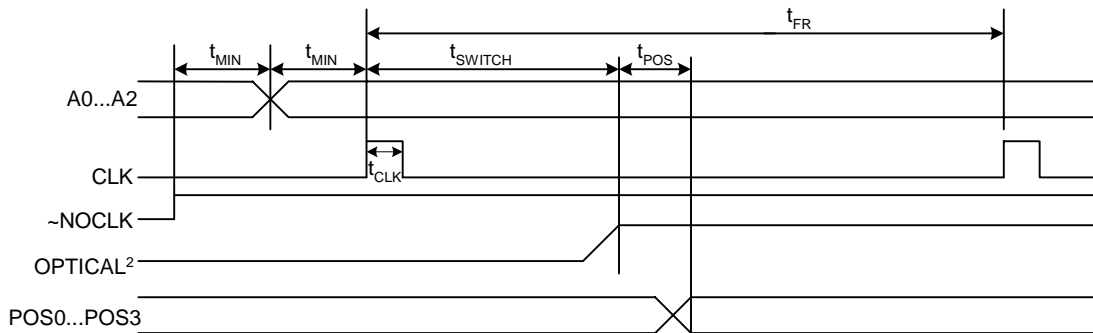 tFR
tMIN tMIN tSWITCH tPOS
A0...A2
CLK
tCLK
~NOCLK
OPTICAL²
POS0...POS3